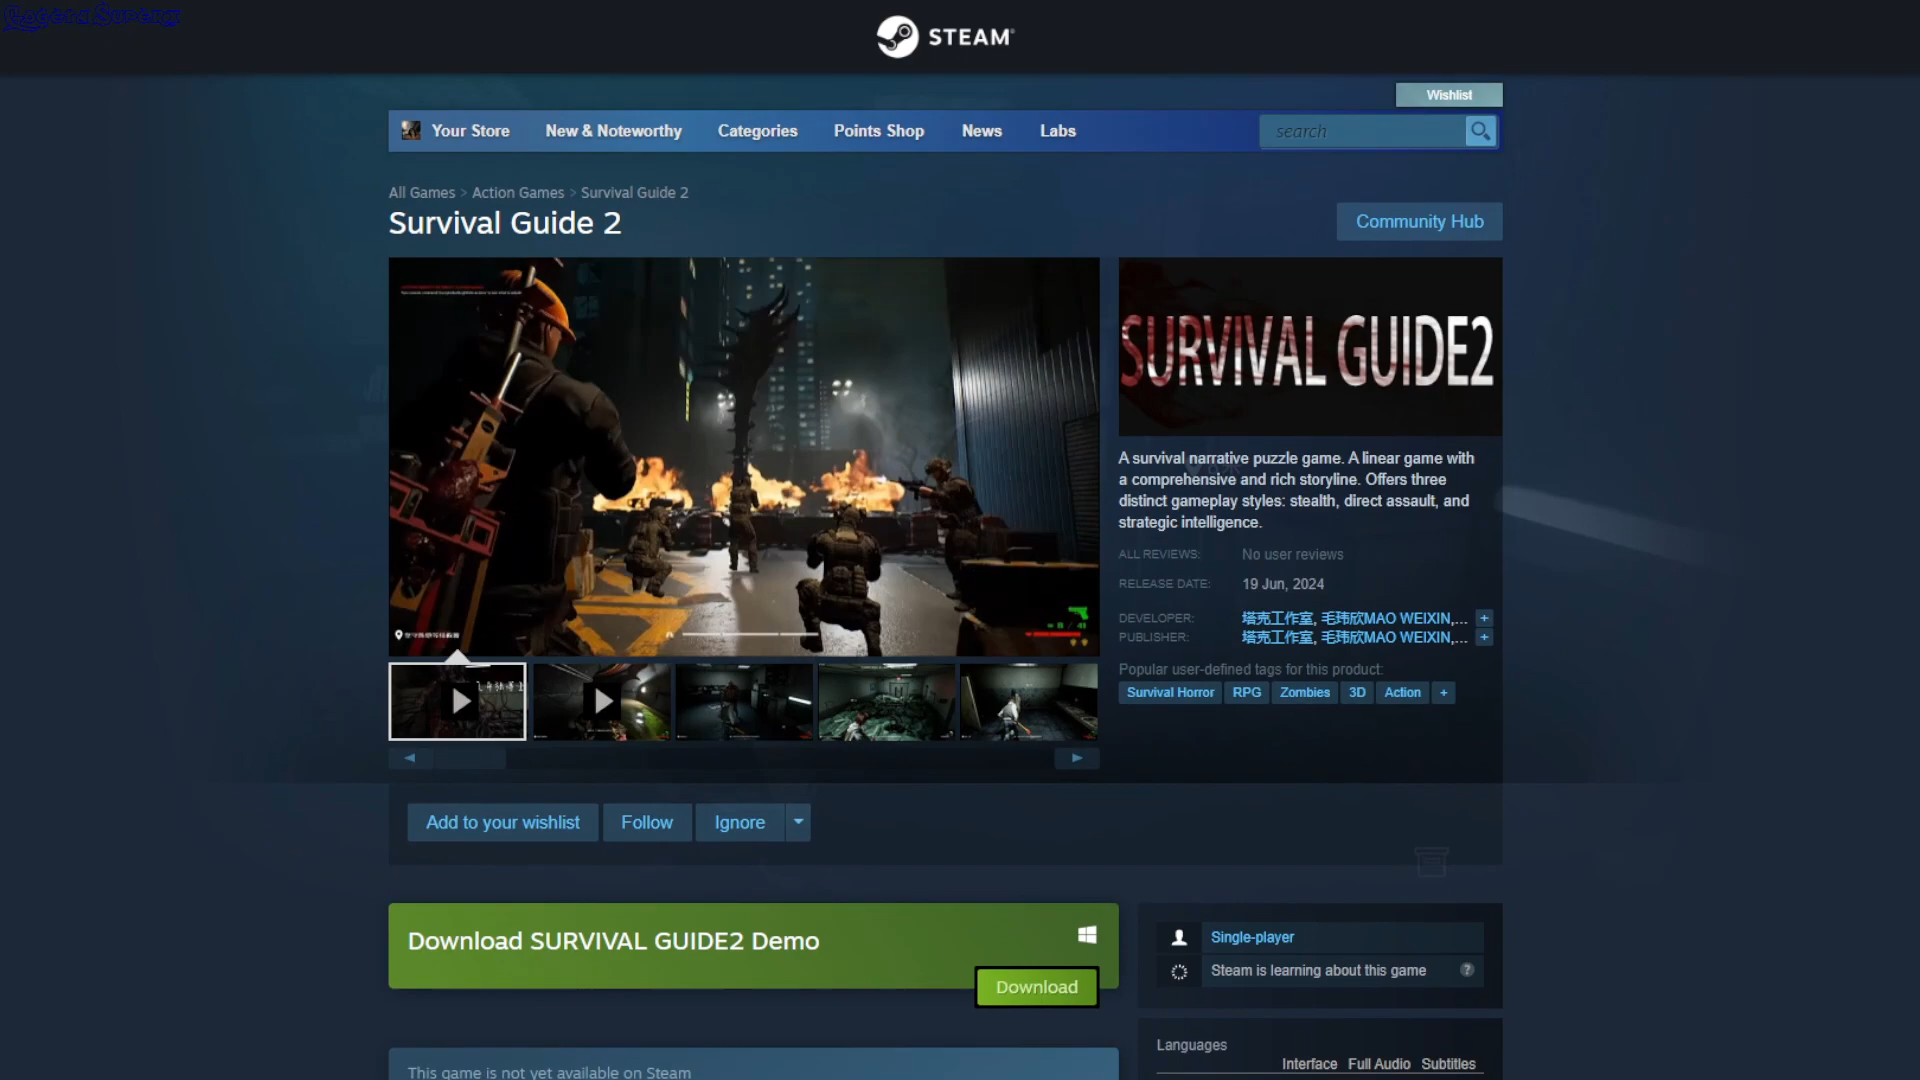 STEAM
Wishlist
Your Store New & Noteworthy Categories Points Shop News Labs search
All Games > Action Games > Survival Guide 2
Survival Guide 2
Community Hub
SURVIVAL GUIDE2
A survival narrative puzzle game. A linear game with
a comprehensive and rich storyline. Offers three
distinct gameplay styles: stealth, direct assault, and
strategic intelligence.
ALL REVIEWS: No user reviews
RELEASE DATE: 19 Jun, 2024
DEVELOPER: 塔克工作室, 毛玮欣MAO WEIXIN,... +
PUBLISHER: 塔克工作室, 毛玮欣MAO WEIXIN,... +
Popular user-defined tags for this product:
Survival Horror RPG Zombies 3D Action +
Add to your wishlist Follow Ignore
Download SURVIVAL GUIDE2 Demo
Download
Single-player
Steam is learning about this game ?
Languages
Interface Full Audio Subtitles
This game is not yet available on Steam